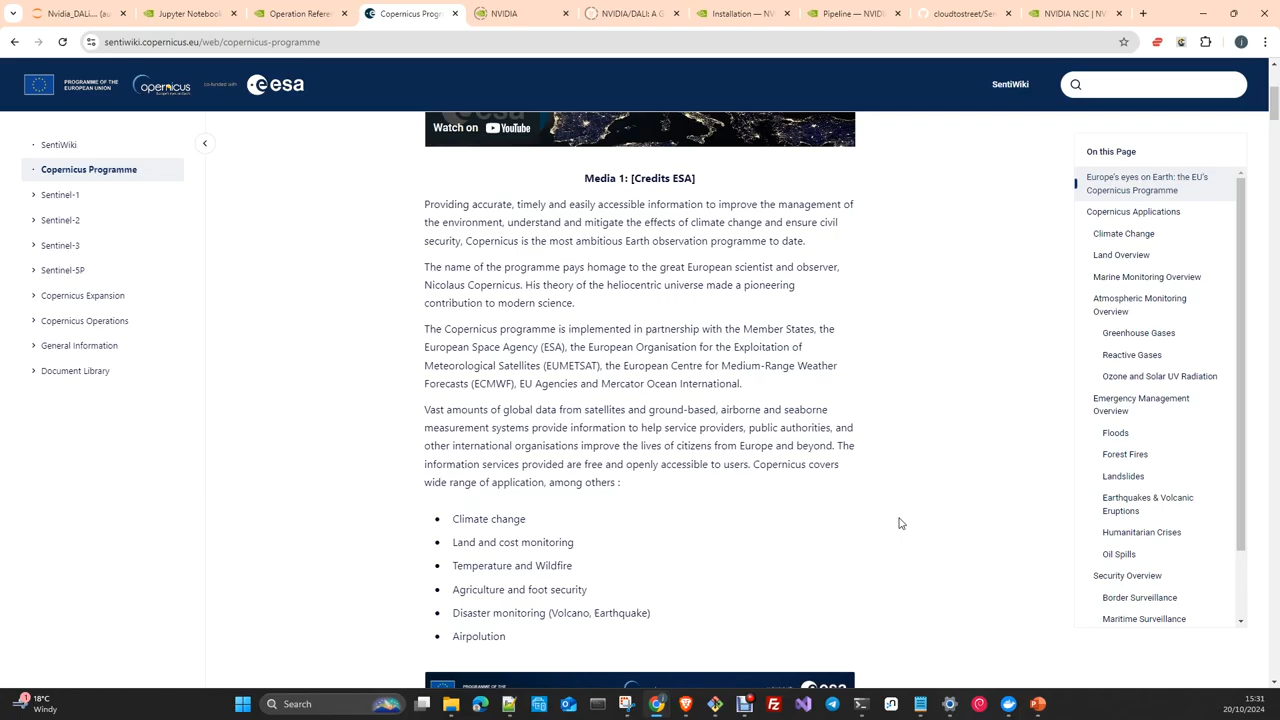 Nvidia_DALi... (au
Jupyter Notebook
Operation Refere
Copernicus Progr
NVIDIA
NVIDIA/DALI: A G
Installation — NV
Pipeline — NVIDI
cloudtostreet/Sen
NVIDIA NGC | NV
sentiwiki.copernicus.eu/web/copernicus-programme
PROGRAMME OF THE
EUROPEAN UNION
opernicus
co-funded with
esa
SentiWiki
SentiWiki
Copernicus Programme
Sentinel-1
Sentinel-2
Sentinel-3
Sentinel-5P
Copernicus Expansion
Copernicus Operations
General Information
Document Library
Watch on YouTube
Media 1: [Credits ESA]
Providing accurate, timely and easily accessible information to improve the management of
the environment, understand and mitigate the effects of climate change and ensure civil
security, Copernicus is the most ambitious Earth observation programme to date.
The name of the programme pays homage to the great European scientist and observer,
Nicolaus Copernicus. His theory of the heliocentric universe made a pioneering
contribution to modern science.
The Copernicus programme is implemented in partnership with the Member States, the
European Space Agency (ESA), the European Organisation for the Exploitation of
Meteorological Satellites (EUMETSAT), the European Centre for Medium-Range Weather
Forecasts (ECMWF), EU Agencies and Mercator Ocean International.
Vast amounts of global data from satellites and ground-based, airborne and seaborne
measurement systems provide information to help service providers, public authorities, and
other international organisations improve the lives of citizens from Europe and beyond. The
information services provided are free and openly accessible to users. Copernicus covers
wide range of application, among others :
Climate change
Land and cost monitoring
Temperature and Wildfire
Agriculture and foot security
Disaster monitoring (Volcano, Earthquake)
Airpolution
On this Page
Europe's eyes on Earth: the EU's
Copernicus Programme
Copernicus Applications
Climate Change
Land Overview
Marine Monitoring Overview
Atmospheric Monitoring
Overview
Greenhouse Gases
Reactive Gases
Ozone and Solar UV Radiation
Emergency Management
Overview
Floods
Forest Fires
Landslides
Earthquakes & Volcanic
Eruptions
Humanitarian Crises
Oil Spills
Security Overview
Border Surveillance
Maritime Surveillance
18°C
Windy
Search
15:31
20/10/2024